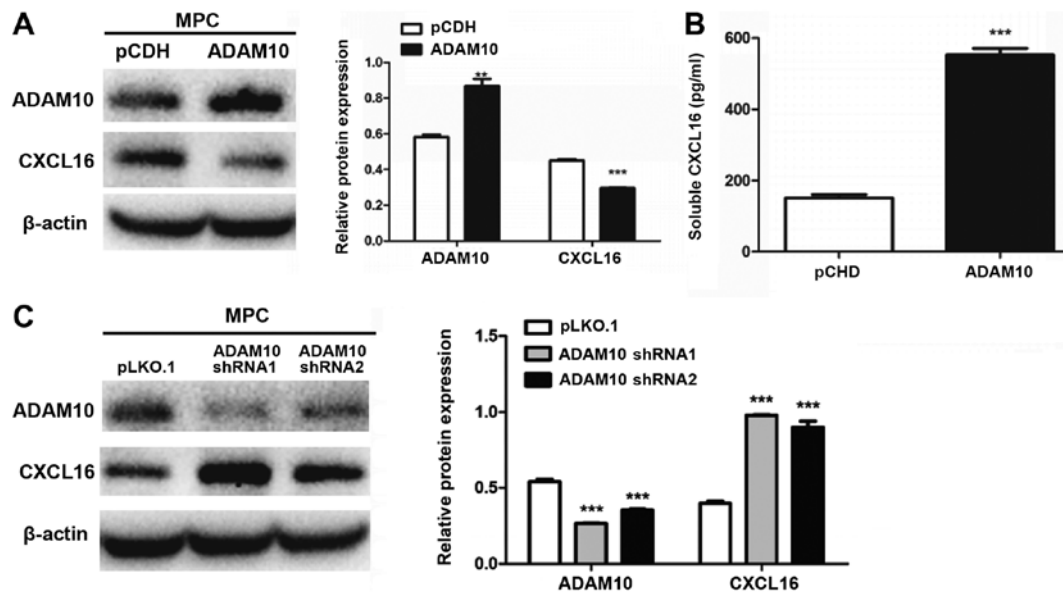 A
MPC
pCDH ADAM10
ADAM10
CXCL16
β-actin
pCDH
ADAM10
Relative protein expression
1.0
0.8
0.6
0.4
0.2
0.0
**
***
ADAM10 CXCL16
B
Soluble CXCL16 (pg/ml)
600
400
200
0
***
pCHD ADAM10
C
MPC
pLKO.1 ADAM10 shRNA1 ADAM10 shRNA2
ADAM10
CXCL16
β-actin
pLKO.1
ADAM10 shRNA1
ADAM10 shRNA2
Relative protein expression
1.5
1.0
0.5
0.0
*** ***
*** ***
ADAM10 CXCL16